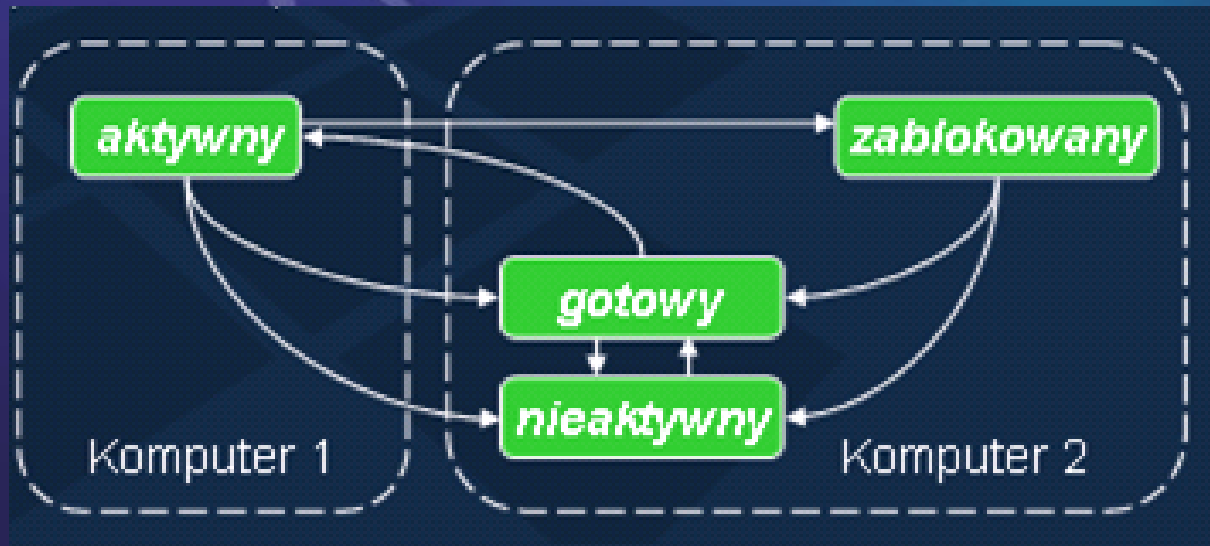 aktywny
zablokowany
gotowy
nieaktywny
Komputer 1
Komputer 2